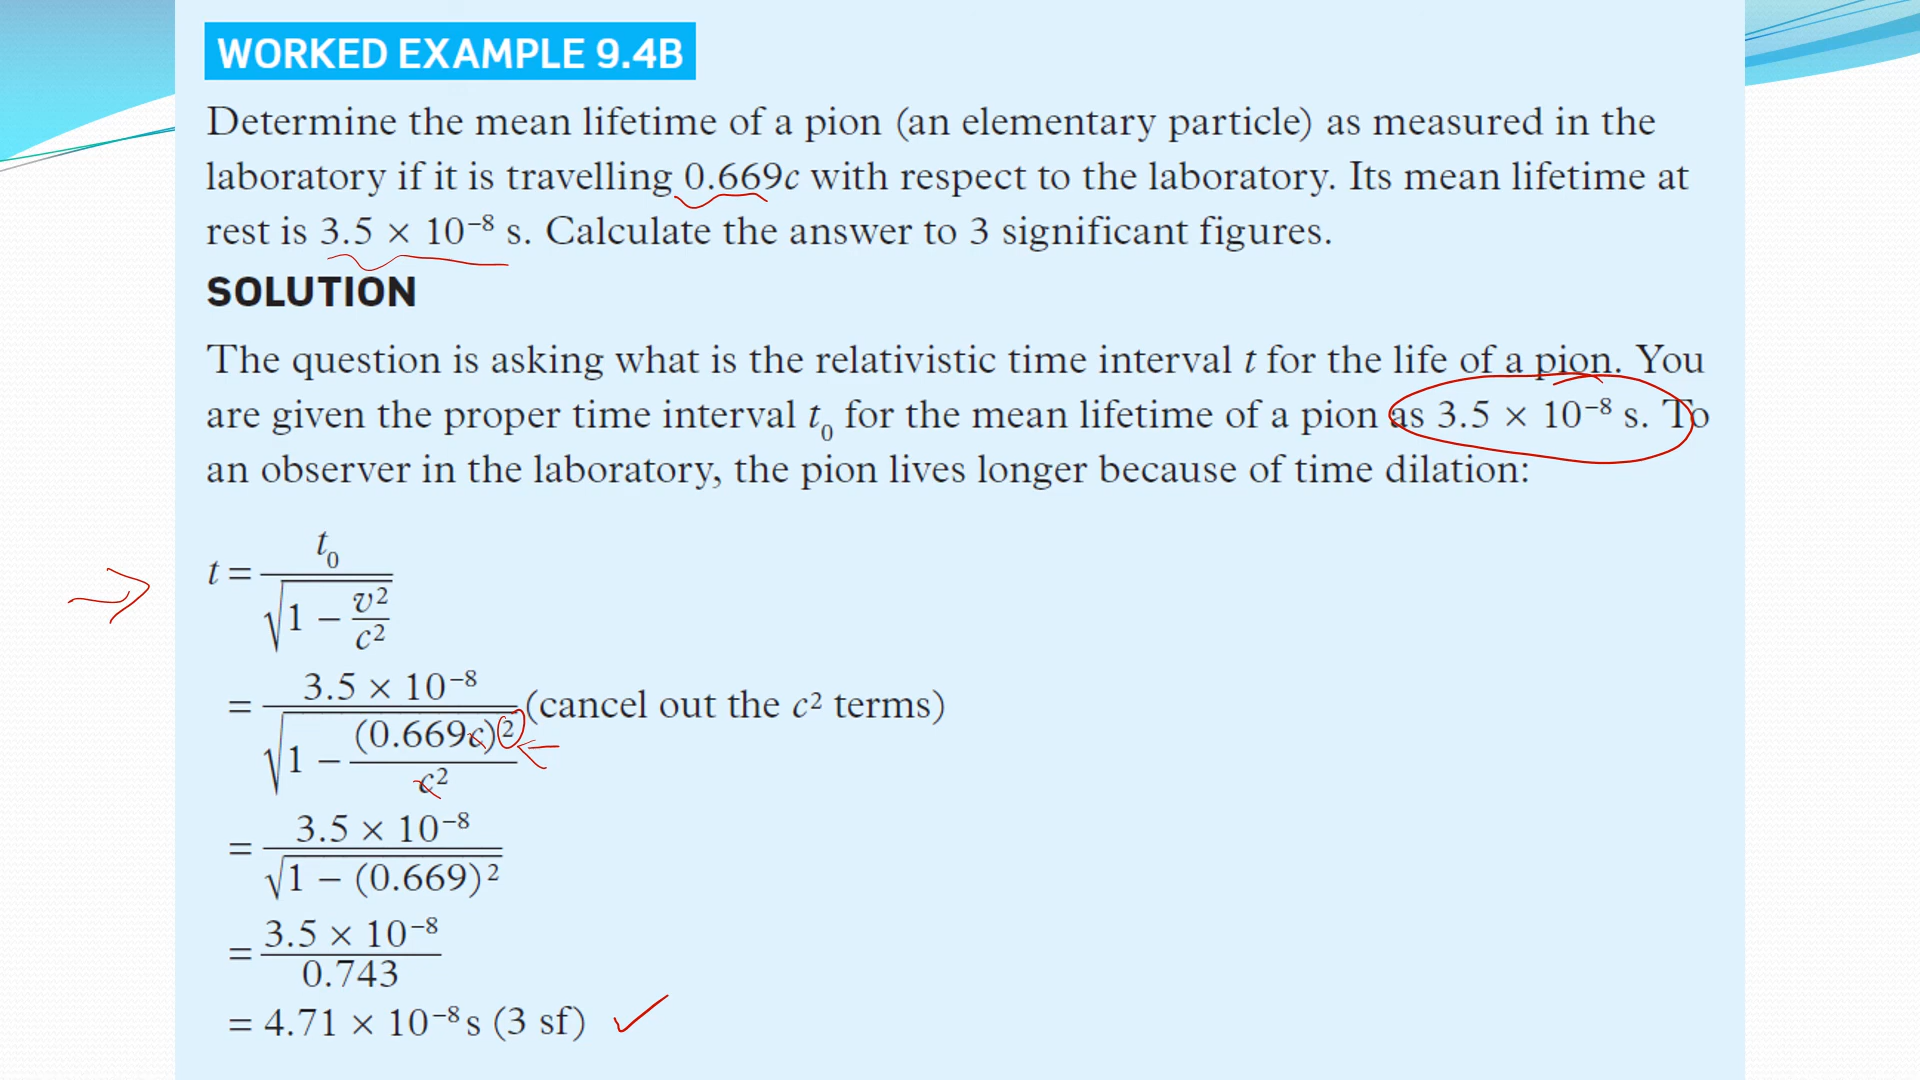 WORKED EXAMPLE 9.4B
Determine the mean lifetime of a pion (an elementary particle) as measured in the
laboratory if it is travelling 0.669c with respect to the laboratory. Its mean lifetime at
rest is 3.5 × 10⁻⁸ s. Calculate the answer to 3 significant figures.
SOLUTION
The question is asking what is the relativistic time interval t for the life of a pion. You
are given the proper time interval t₀ for the mean lifetime of a pion as 3.5 × 10⁻⁸ s. To
an observer in the laboratory, the pion lives longer because of time dilation:
t = t₀ / √(1 − v²/c²)
= 3.5 × 10⁻⁸ / √(1 − (0.669c)²/c²) (cancel out the c² terms)
= 3.5 × 10⁻⁸ / √1 − (0.669)²
= 3.5 × 10⁻⁸ / 0.743
= 4.71 × 10⁻⁸ s (3 sf)